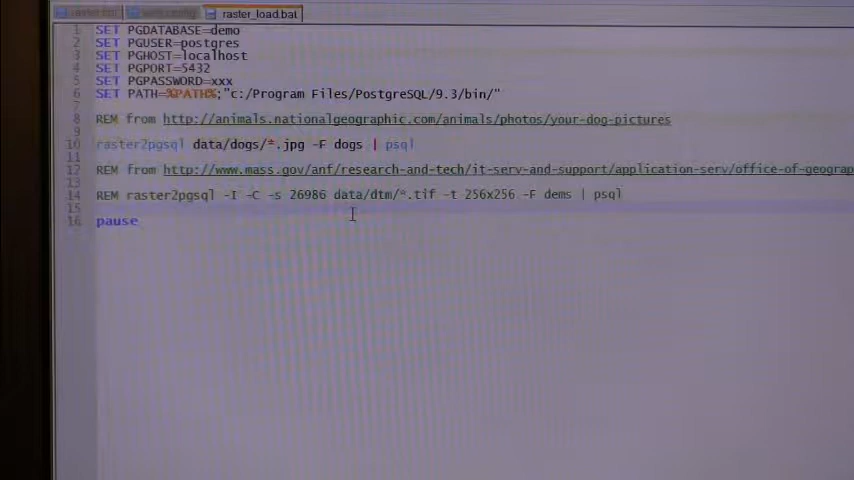 raster_load.bat
1 SET PGDATABASE=demo
2 SET PGUSER=postgres
3 SET PGHOST=localhost
4 SET PGPORT=5432
5 SET PGPASSWORD=xxx
6 SET PATH=%PATH%;"c:/Program Files/PostgreSQL/9.3/bin/"
7
8 REM from http://animals.nationalgeographic.com/animals/photos/your-dog-pictures
9
10 raster2pgsql data/dogs/*.jpg -F dogs | psql
11
12 REM from http://www.mass.gov/anf/research-and-tech/it-serv-and-support/application-serv/office-of-geograp
13
14 REM raster2pgsql -I -C -s 26986 data/dtm/*.tif -t 256x256 -F dems | psql
15
16 pause